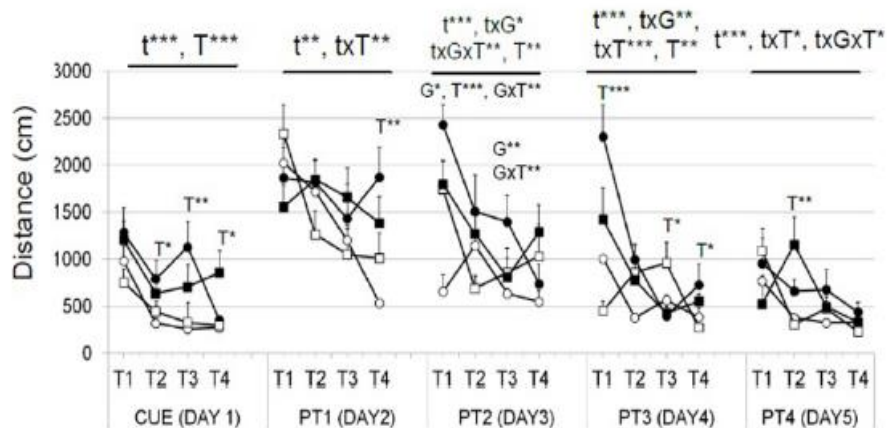 t***, T***
t**, txT**
t***, txG*
txGxT**, T**
t***, txG**,
txT***, T**
t***, txT*, txGxT*
G*, T***, GxT**
T***
T**
G**
GxT**
T**
T**
T*
T*
T*
T*
Distance (cm)
3000
2500
2000
1500
1000
500
0
T1 T2 T3 T4 T1 T2 T3 T4 T1 T2 T3 T4 T1 T2 T3 T4 T1 T2 T3 T4
CUE (DAY 1) PT1 (DAY2) PT2 (DAY3) PT3 (DAY4) PT4 (DAY5)